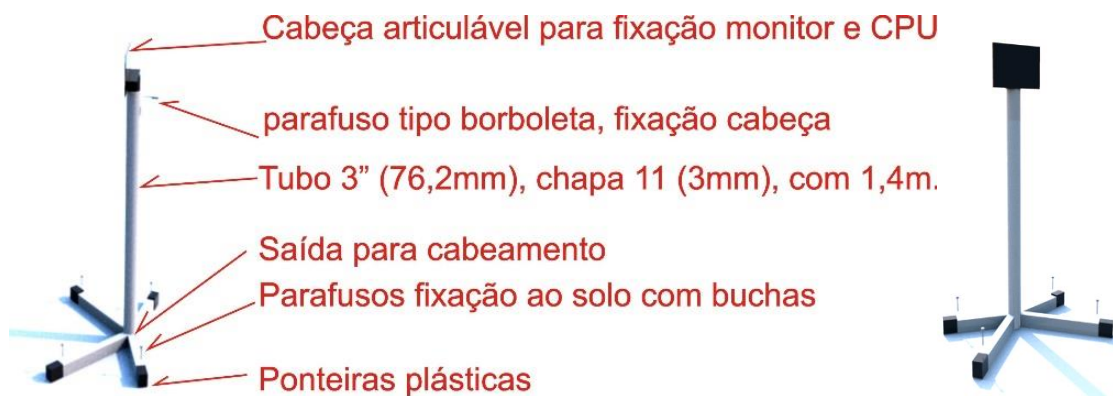 Cabeça articulável para fixação monitor e CPU
parafuso tipo borboleta, fixação cabeça
Tubo 3” (76,2mm), chapa 11 (3mm), com 1,4m.
Saída para cabeamento
Parafusos fixação ao solo com buchas
Ponteiras plásticas